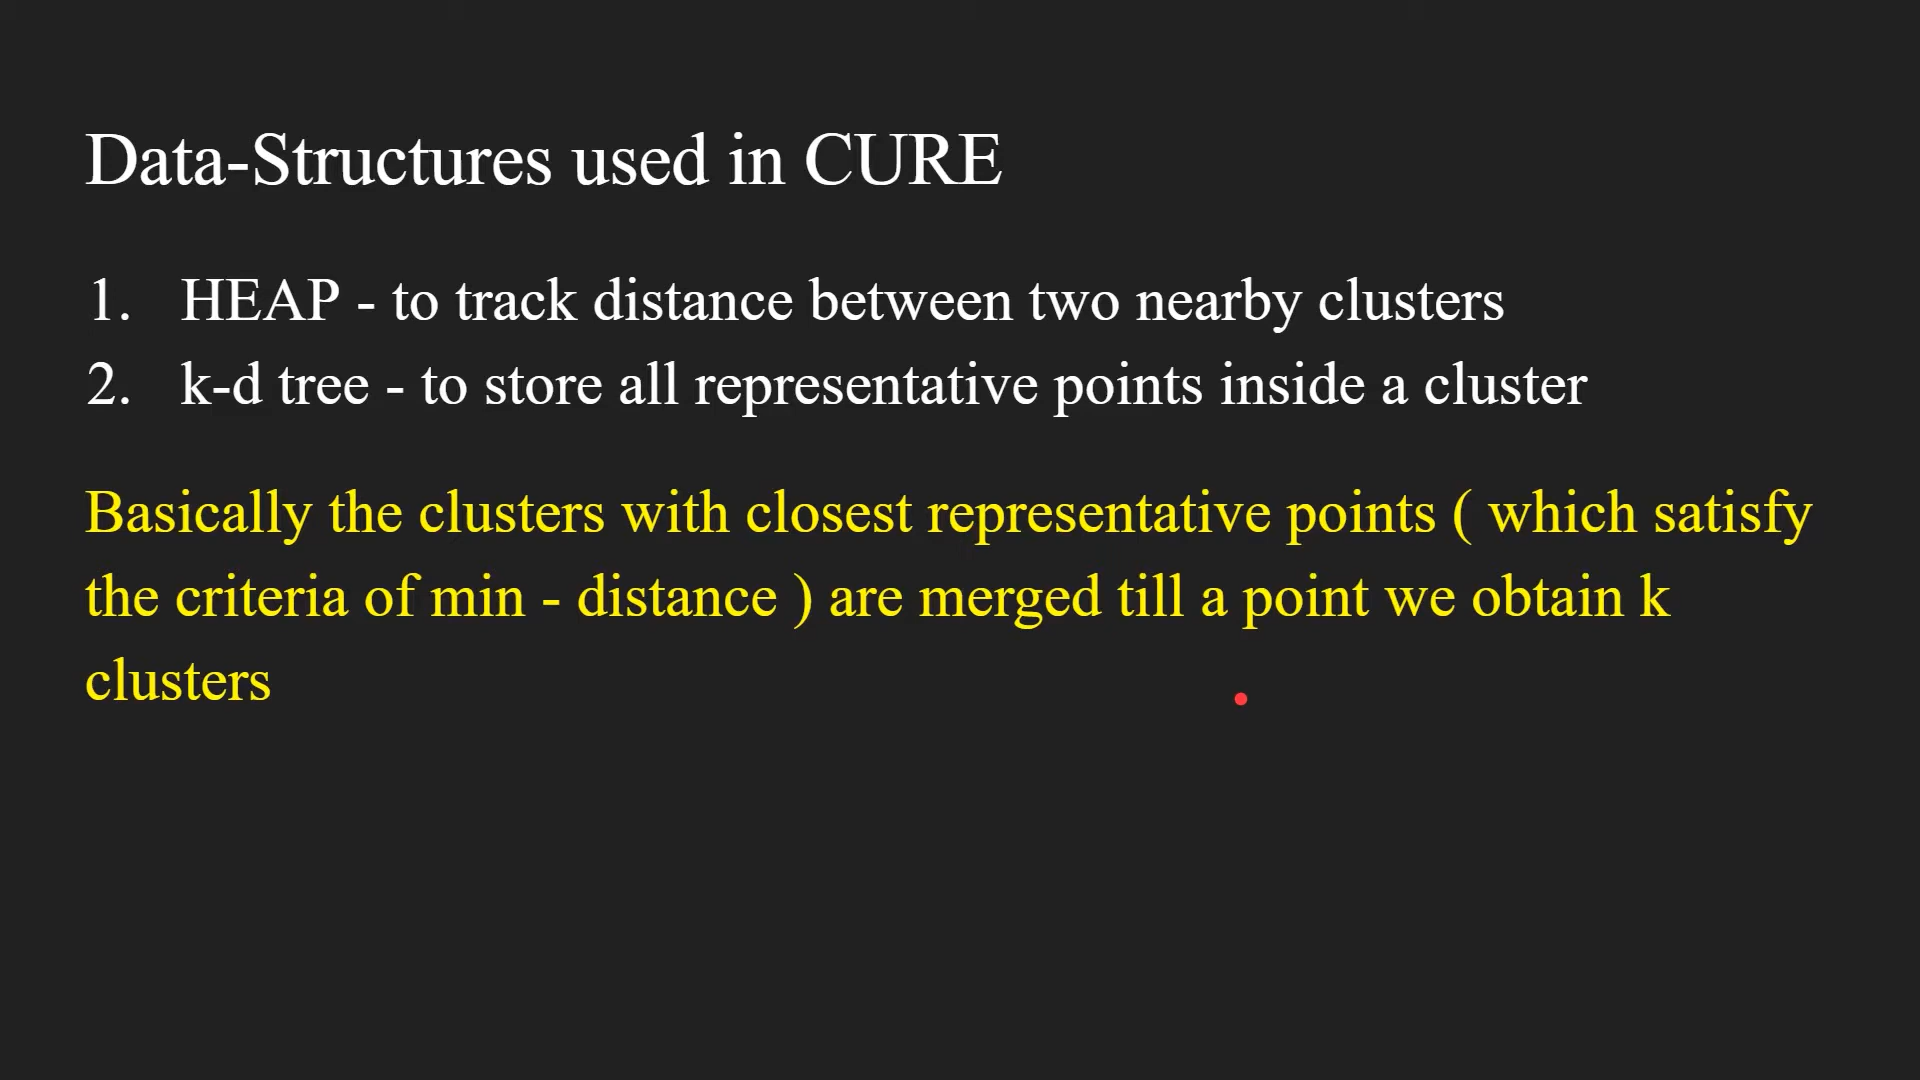 Data-Structures used in CURE
1. HEAP - to track distance between two nearby clusters
2. k-d tree - to store all representative points inside a cluster
Basically the clusters with closest representative points ( which satisfy
the criteria of min - distance ) are merged till a point we obtain k
clusters